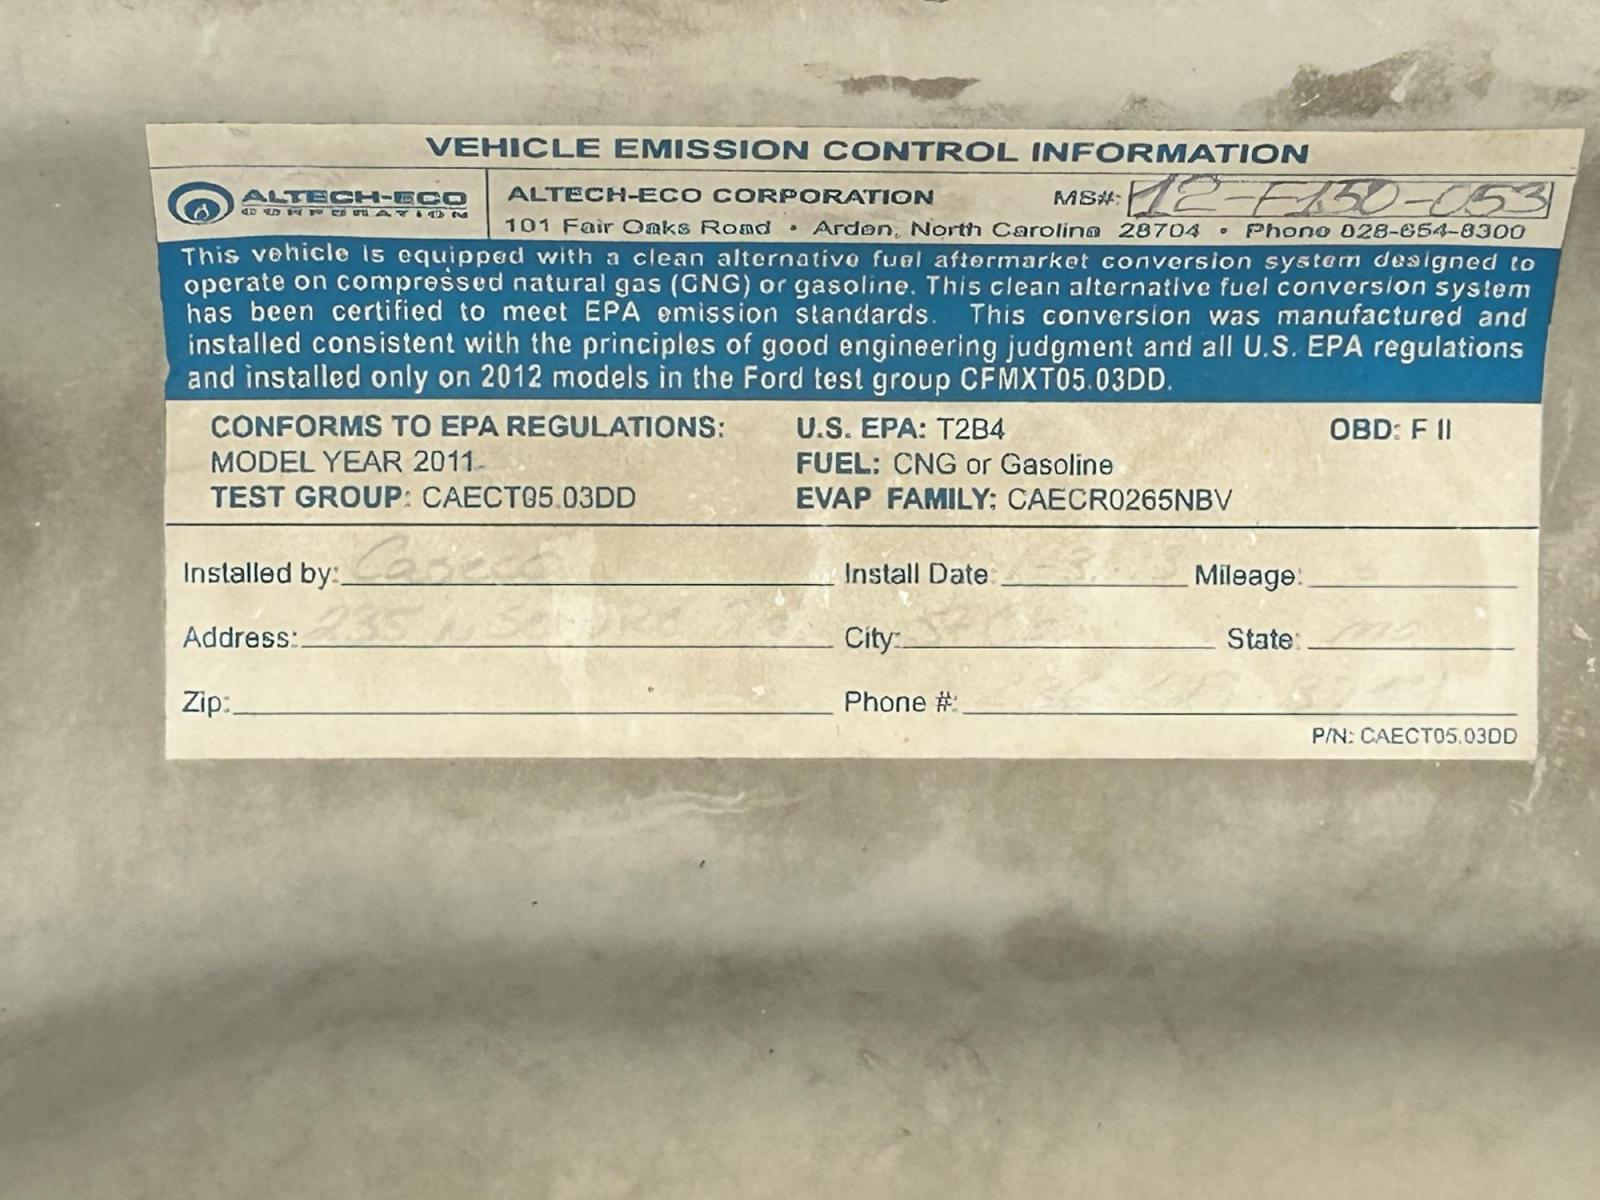 VEHICLE EMISSION CONTROL INFORMATION
ALTECH-ECO
CORPORATION
ALTECH-ECO CORPORATION MS#: 12-F150-053
101 Fair Oaks Road • Arden, North Carolina 28704 • Phone 828-654-8300
This vehicle is equipped with a clean alternative fuel aftermarket conversion system designed to
operate on compressed natural gas (CNG) or gasoline. This clean alternative fuel conversion system
has been certified to meet EPA emission standards. This conversion was manufactured and
installed consistent with the principles of good engineering judgment and all U.S. EPA regulations
and installed only on 2012 models in the Ford test group CFMXT05.03DD.
CONFORMS TO EPA REGULATIONS: U.S. EPA: T2B4 OBD: F II
MODEL YEAR 2011 FUEL: CNG or Gasoline
TEST GROUP: CAECT05.03DD EVAP FAMILY: CAECR0265NBV
Installed by: Install Date: Mileage:
Address: 235 City: State: mo
Zip: Phone #:
P/N: CAECT05.03DD